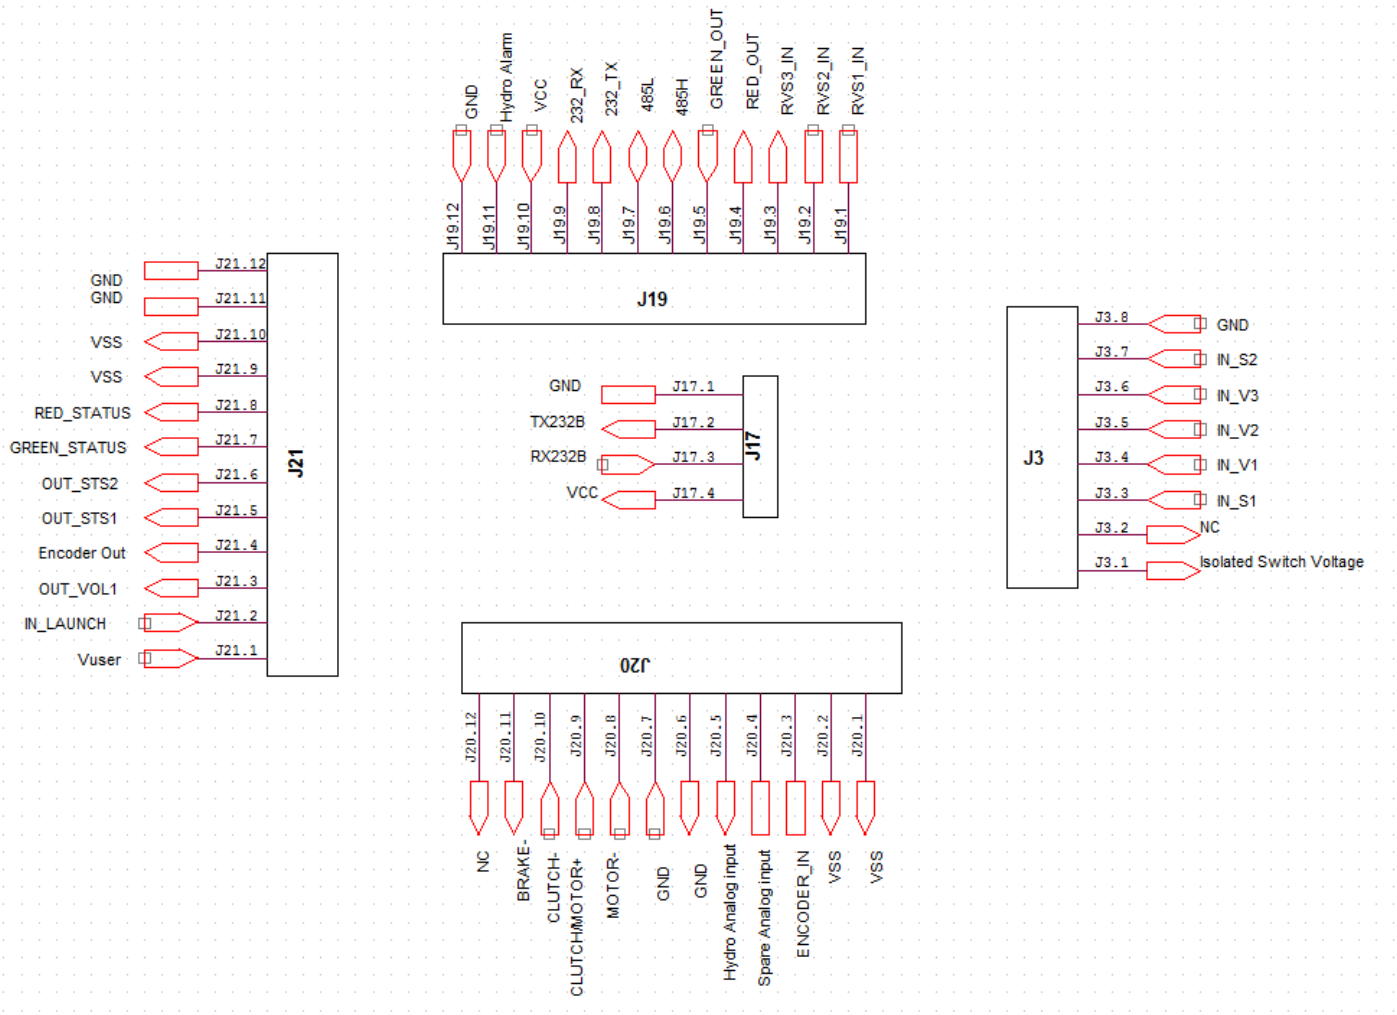 GND
Hydro Alarm
VCC
232_RX
232_TX
485L
485H
GREEN_OUT
RED_OUT
RVS3_IN
RVS2_IN
RVS1_IN
J19.12
J19.11
J19.10
J19.9
J19.8
J19.7
J19.6
J19.5
J19.4
J19.3
J19.2
J19.1
J19
GND J21.12
GND J21.11
VSS J21.10
VSS J21.9
RED_STATUS J21.8
GREEN_STATUS J21.7
OUT_STS2 J21.6
OUT_STS1 J21.5
Encoder Out J21.4
OUT_VOL1 J21.3
IN_LAUNCH J21.2
Vuser J21.1
J21
GND J17.1
TX232B J17.2
RX232B J17.3
VCC J17.4
J17
J3
J3.8 GND
J3.7 IN_S2
J3.6 IN_V3
J3.5 IN_V2
J3.4 IN_V1
J3.3 IN_S1
J3.2 NC
J3.1 Isolated Switch Voltage
J20
J20.12
J20.11
J20.10
J20.9
J20.8
J20.7
J20.6
J20.5
J20.4
J20.3
J20.2
J20.1
NC
BRAKE-
CLUTCH-
CLUTCH/MOTOR+
MOTOR-
GND
GND
Hydro Analog input
Spare Analog input
ENCODER_IN
VSS
VSS